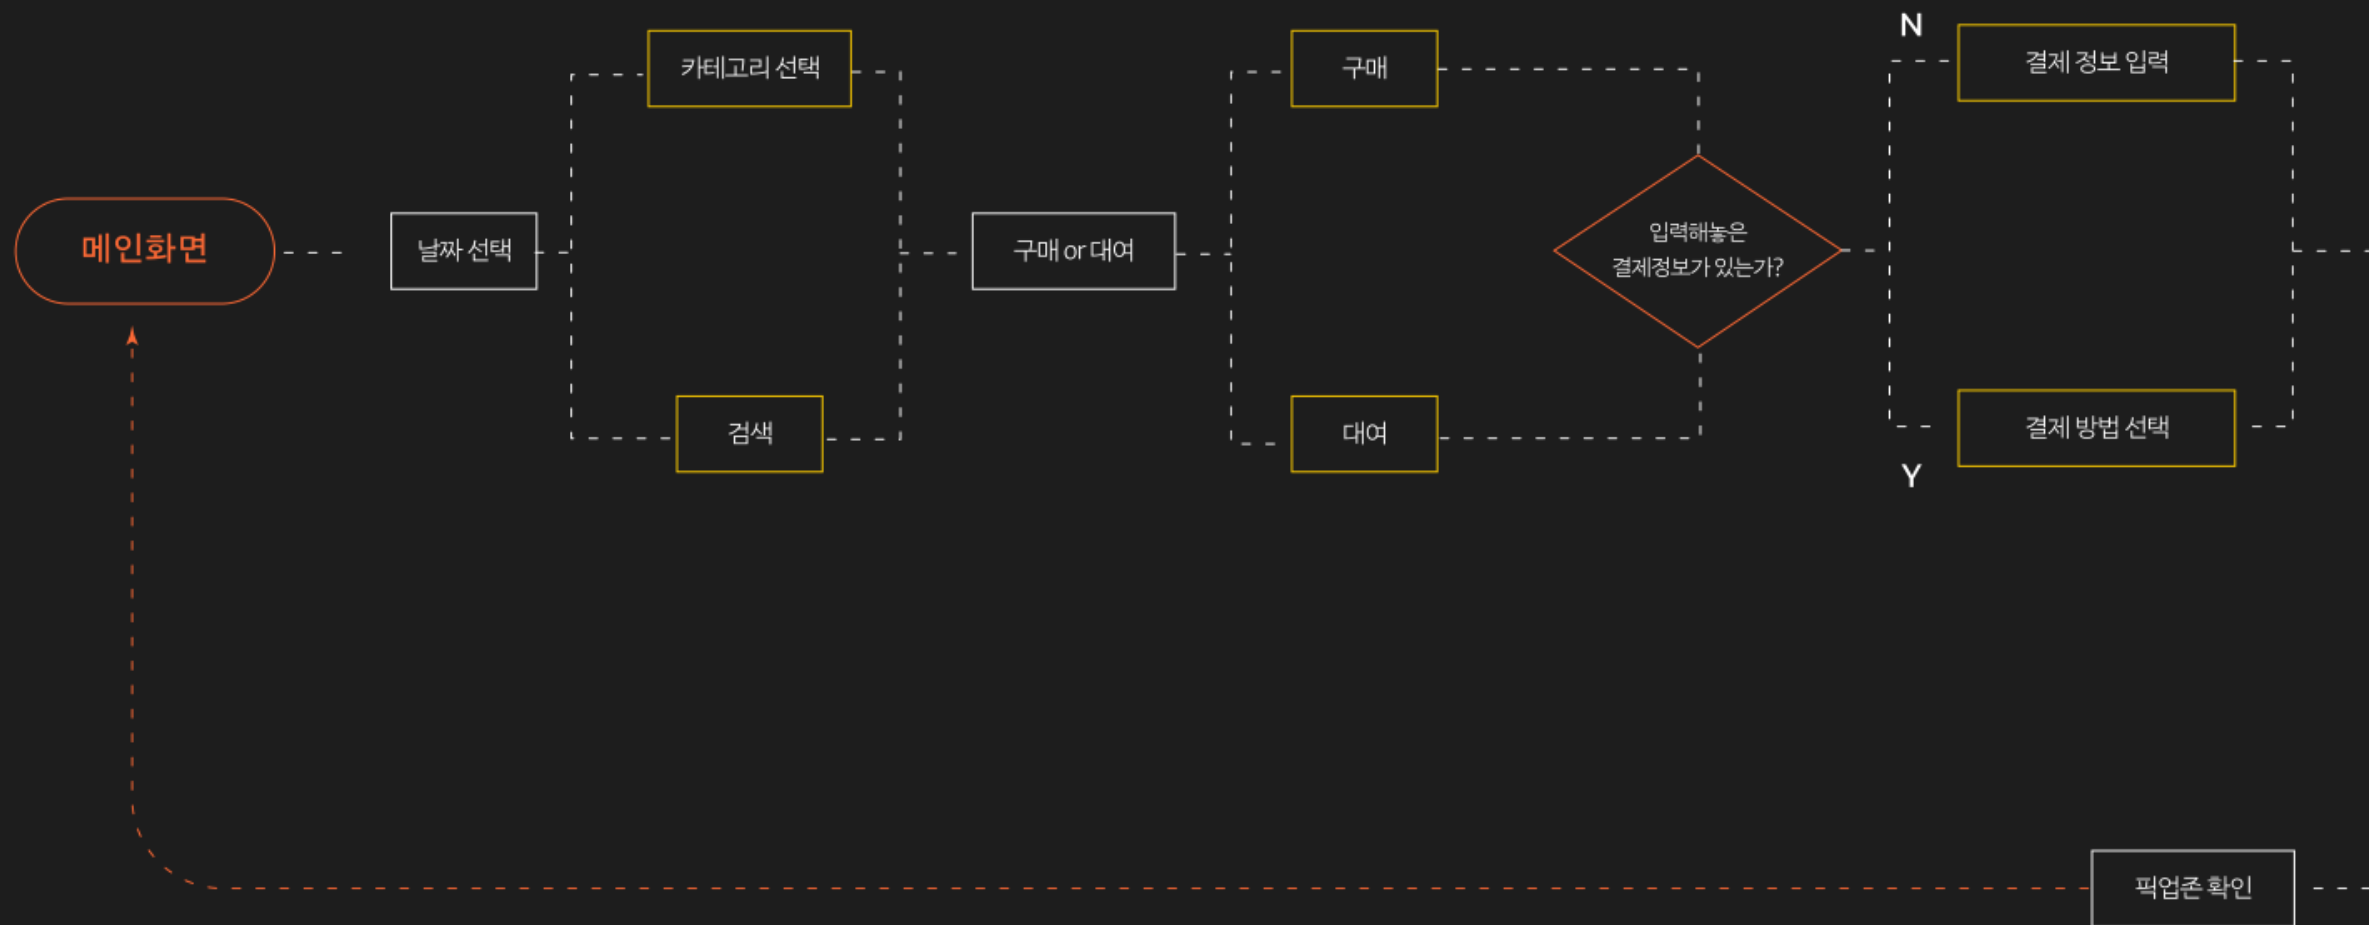 메인화면
날짜 선택
카테고리 선택
검색
구매 or 대여
구매
대여
입력해놓은
결제정보가 있는가?
N
결제 정보 입력
Y
결제 방법 선택
픽업존 확인